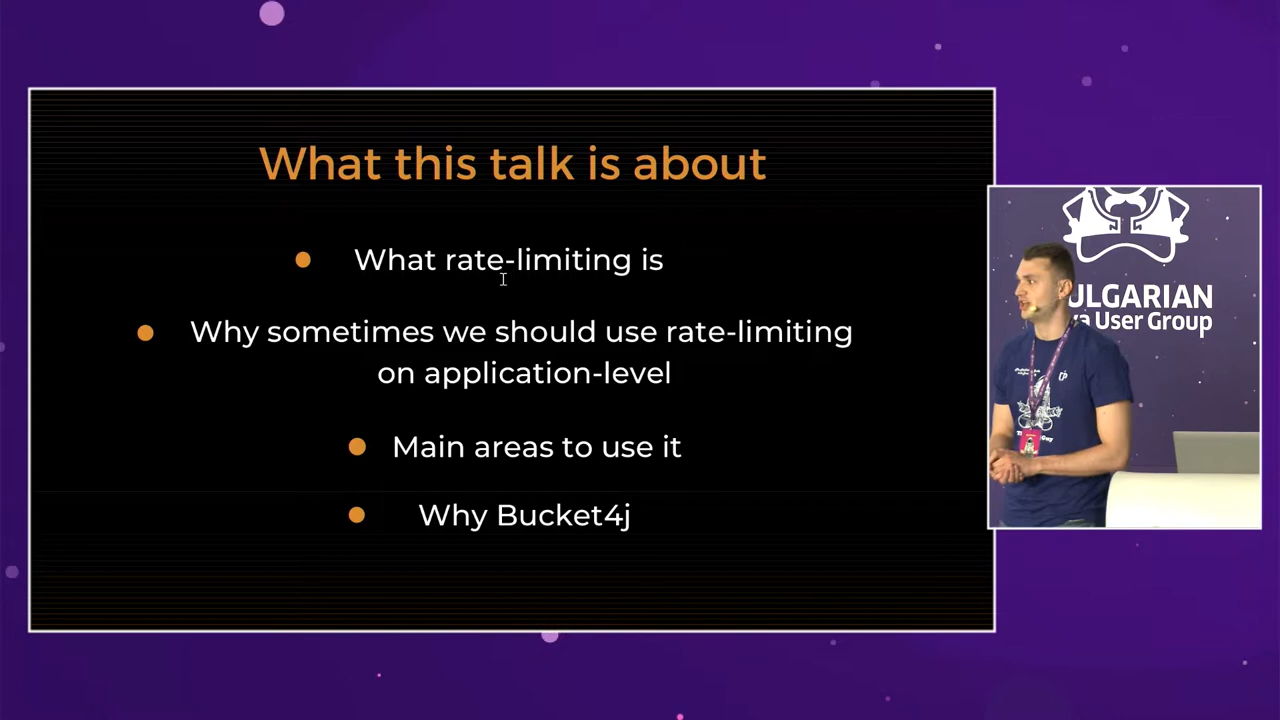 What this talk is about
What rate-limiting is
Why sometimes we should use rate-limiting
on application-level
Main areas to use it
Why Bucket4j
ULGARIAN
a User Group